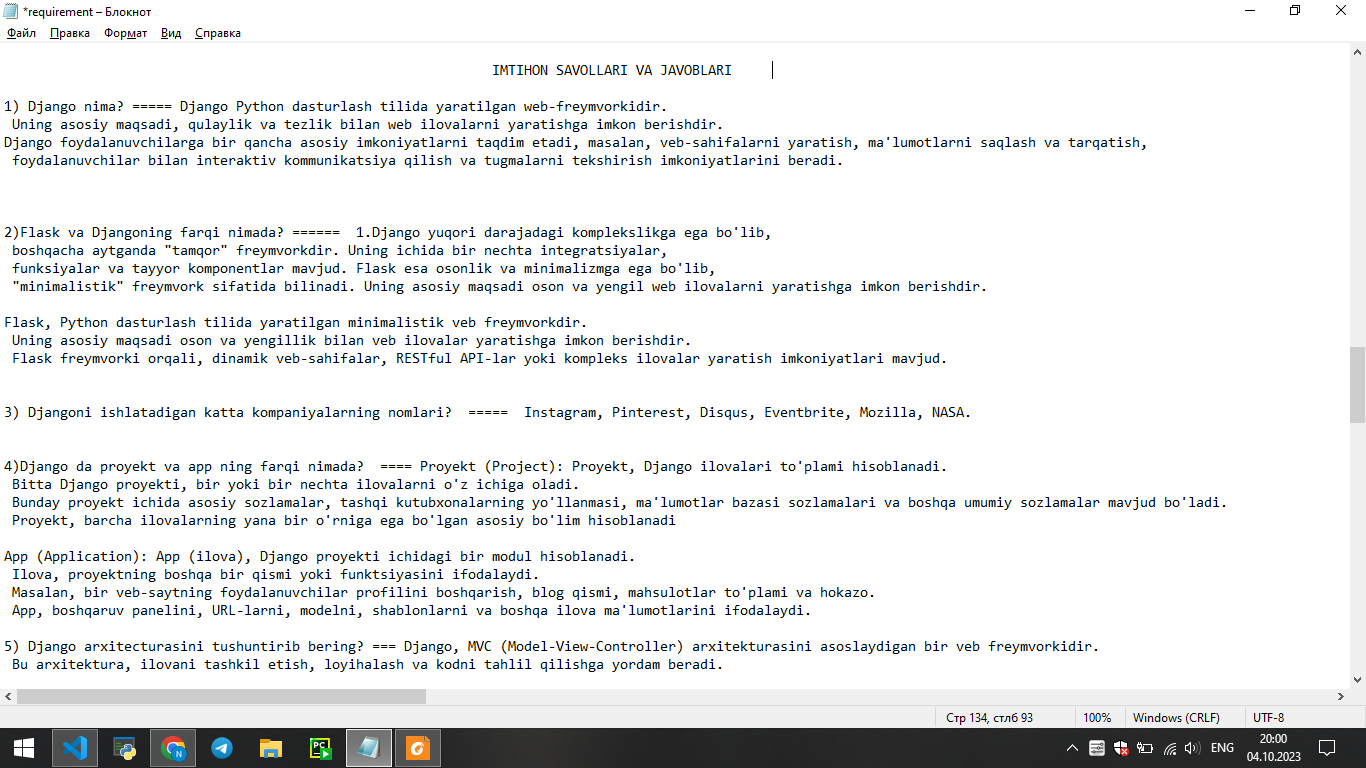 *requirement – Блокнот
Файл Правка Формат Вид Справка
IMTIHON SAVOLLARI VA JAVOBLARI
1) Django nima? ===== Django Python dasturlash tilida yaratilgan web-freymvorkidir.
Uning asosiy maqsadi, qulaylik va tezlik bilan web ilovalarni yaratishga imkon berishdir.
Django foydalanuvchilarga bir qancha asosiy imkoniyatlarni taqdim etadi, masalan, veb-sahifalarni yaratish, ma'lumotlarni saqlash va tarqatish,
foydalanuvchilar bilan interaktiv kommunikatsiya qilish va tugmalarni tekshirish imkoniyatlarini beradi.
2)Flask va Djangoning farqi nimada? ====== 1.Django yuqori darajadagi komplekslikga ega bo'lib,
boshqacha aytganda "tamqor" freymvorkdir. Uning ichida bir nechta integratsiyalar,
funksiyalar va tayyor komponentlar mavjud. Flask esa osonlik va minimalizmga ega bo'lib,
"minimalistik" freymvork sifatida bilinadi. Uning asosiy maqsadi oson va yengil web ilovalarni yaratishga imkon berishdir.
Flask, Python dasturlash tilida yaratilgan minimalistik veb freymvorkdir.
Uning asosiy maqsadi oson va yengillik bilan veb ilovalar yaratishga imkon berishdir.
Flask freymvorki orqali, dinamik veb-sahifalar, RESTful API-lar yoki kompleks ilovalar yaratish imkoniyatlari mavjud.
3) Djangoni ishlatadigan katta kompaniyalarning nomlari? ===== Instagram, Pinterest, Disqus, Eventbrite, Mozilla, NASA.
4)Django da proyekt va app ning farqi nimada? ==== Proyekt (Project): Proyekt, Django ilovalari to'plami hisoblanadi.
Bitta Django proyekti, bir yoki bir nechta ilovalarni o'z ichiga oladi.
Bunday proyekt ichida asosiy sozlamalar, tashqi kutubxonalarning yo'llanmasi, ma'lumotlar bazasi sozlamalari va boshqa umumiy sozlamalar mavjud bo'ladi.
Proyekt, barcha ilovalarning yana bir o'rniga ega bo'lgan asosiy bo'lim hisoblanadi
App (Application): App (ilova), Django proyekti ichidagi bir modul hisoblanadi.
Ilova, proyektning boshqa bir qismi yoki funktsiyasini ifodalaydi.
Masalan, bir veb-saytning foydalanuvchilar profilini boshqarish, blog qismi, mahsulotlar to'plami va hokazo.
App, boshqaruv panelini, URL-larni, modelni, shablonlarni va boshqa ilova ma'lumotlarini ifodalaydi.
5) Django arxitecturasini tushuntirib bering? === Django, MVC (Model-View-Controller) arxitekturasini asoslaydigan bir veb freymvorkidir.
Bu arxitektura, ilovani tashkil etish, loyihalash va kodni tahlil qilishga yordam beradi.
Стр 134, стлб 93 100% Windows (CRLF) UTF-8
PC N G ENG 20:00
04.10.2023